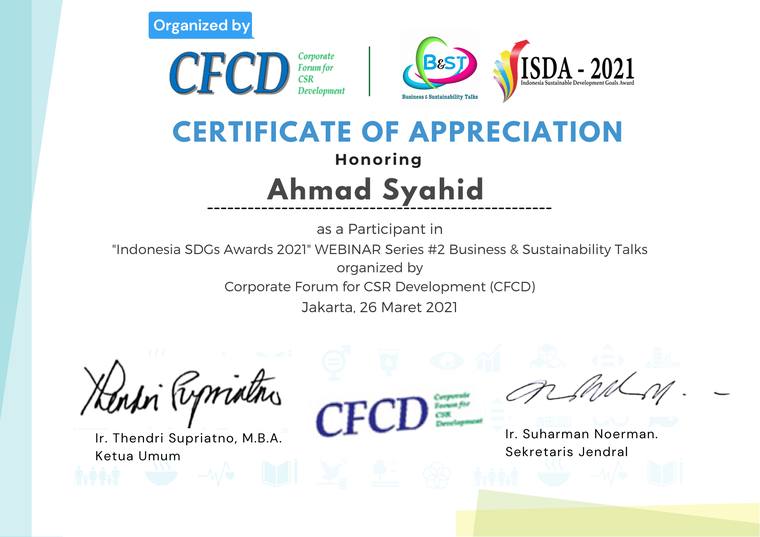 Organized by
CFCD
Corporate
Forum for
CSR
Development
B&ST
Business & Sustainability Talks
ISDA - 2021
Indonesia Sustainable Development Goals Award
CERTIFICATE OF APPRECIATION
Honoring
Ahmad Syahid
----------------------------------------------------
as a Participant in
"Indonesia SDGs Awards 2021" WEBINAR Series #2 Business & Sustainability Talks
organized by
Corporate Forum for CSR Development (CFCD)
Jakarta, 26 Maret 2021
Thendri Supriatno
CFCD
Corporate
Forum for
CSR
Development
Ir. Thendri Supriatno, M.B.A.
Ketua Umum
Ir. Suharman Noerman.
Sekretaris Jendral